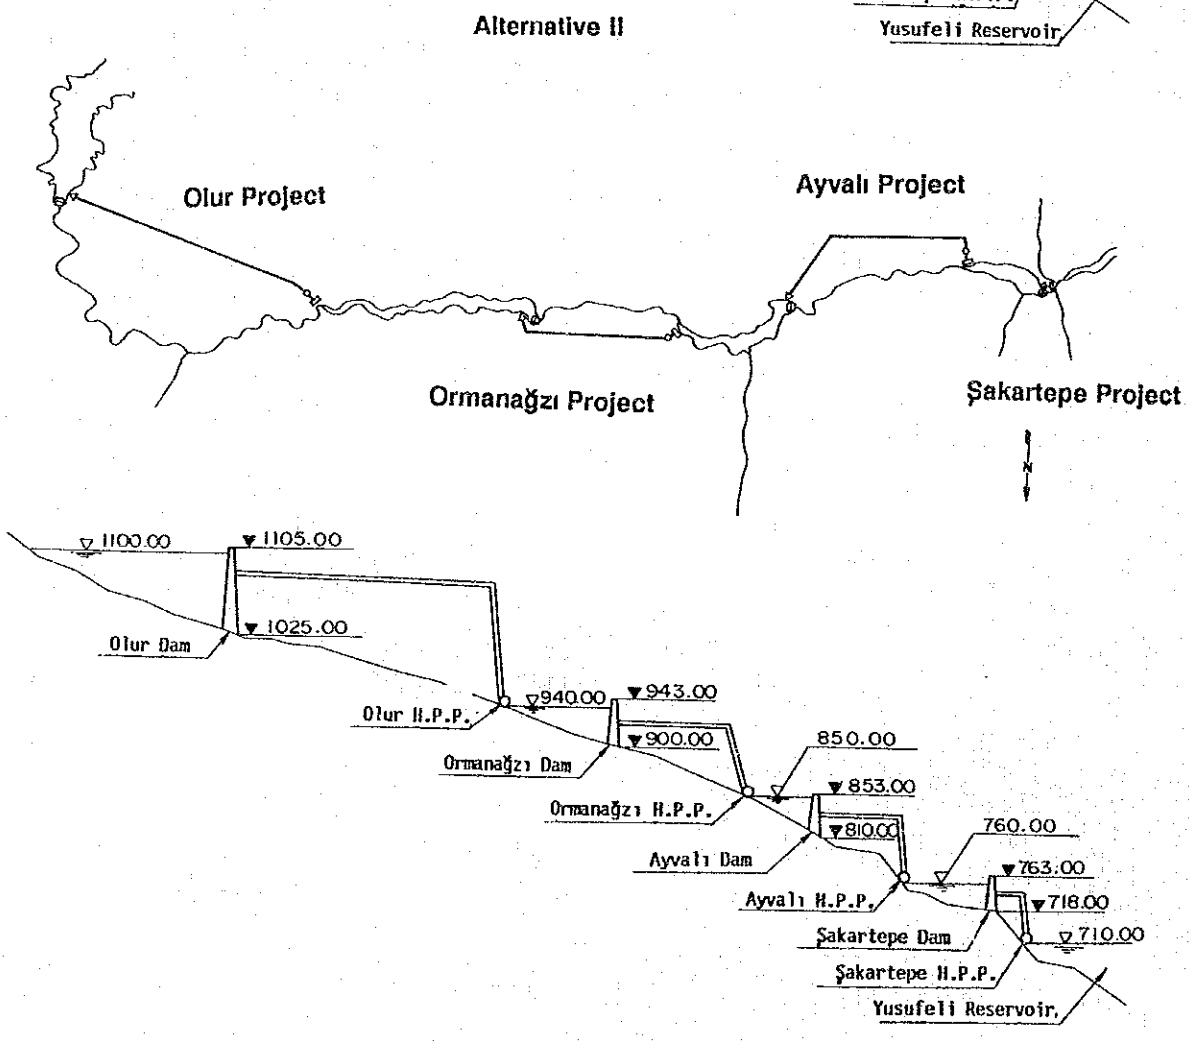 Alternative II
Yusufeli Reservoir
Olur Project
Ayvalı Project
Ormanağzı Project
Şakartepe Project
N
1100.00
1105.00
1025.00
Olur Dam
Olur H.P.P.
940.00
943.00
900.00
Ormanağzı Dam
850.00
853.00
Ormanağzı H.P.P.
810.00
760.00
Ayvalı Dam
763.00
Ayvalı H.P.P.
718.00
Şakartepe Dam
710.00
Şakartepe H.P.P.
Yusufeli Reservoir.